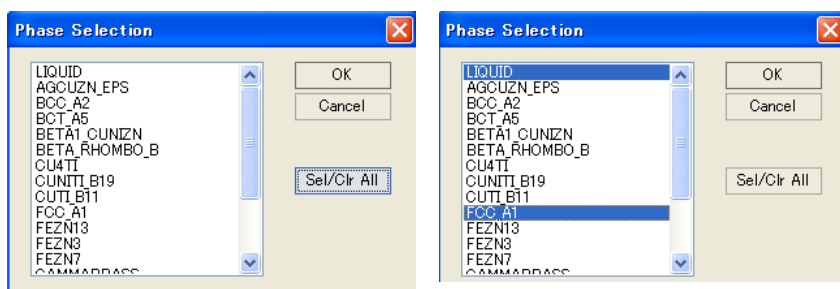 Phase Selection
LIQUID
AGCUZN_EPS
BCC_A2
BCT_A5
BETA1_CUNIZN
BETA_RHOMBO_B
CU4TI
CUNITI_B19
CUTI_B11
FCC_A1
FEZN13
FEZN3
FEZN7
GAMMABRASS
OK
Cancel
Sel/Clr All
Phase Selection
LIQUID
AGCUZN_EPS
BCC_A2
BCT_A5
BETA1_CUNIZN
BETA_RHOMBO_B
CU4TI
CUNITI_B19
CUTI_B11
FCC_A1
FEZN13
FEZN3
FEZN7
GAMMABRASS
OK
Cancel
Sel/Clr All